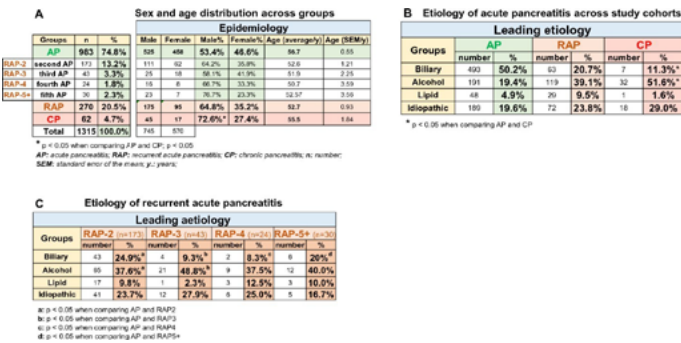 A Sex and age distribution across groups
Epidemiology
Groups n % Male Female Male% Female% Age (average/y) Age (SEM/y)
AP 983 74.8% 525 458 53.4% 46.6% 56.7 0.55
RAP-2 second AP 173 13.2% 111 62 64.2% 35.8% 52.6 1.21
RAP-3 third AP 43 3.3% 25 18 58.1% 41.9% 51.9 2.25
RAP-4 fourth AP 24 1.8% 16 8 66.7% 33.3% 50.7 3.59
RAP-5+ fifth AP 30 2.3% 23 7 76.7% 23.3% 52.57
RAP 270 20.5% 175 95 64.8% 35.2% 52.7 0.93
CP 62 4.7% 45 17 72.6%* 27.4% 55.5 1.84
Total 1315 100.0% 745 570
* p < 0.05 when comparing AP and CP; p < 0.05
AP: acute pancreatitis; RAP: recurrent acute pancreatitis; CP: chronic pancreatitis; n: number;
SEM: standard error of the mean; y.: years;
B Etiology of acute pancreatitis across study cohorts
Leading etiology
Groups AP RAP CP
number % number % number %
Biliary 493 50.2% 20.7% 7 11.3%*
Alcohol 191 19.4% 119 39.1% 32 51.6%*
Lipid 48 4.9% 29 9.5% 1 1.6%
Idiopathic 19.6% 72 23.8% 18 29.0%
* p < 0.05 when comparing AP and CP
C Etiology of recurrent acute pancreatitis
Leading aetiology
Groups RAP-2 (n=173) RAP-3 (n=43) RAP-4 (n=24) RAP-5+ (n=30)
number % number % number % number %
Biliary 43 24.9%a 4 9.3%b 2 8.3%c 6 20%d
Alcohol 65 37.6%a 21 48.8%b 9 37.5% 12 40.0%
Lipid 17 9.8% 1 2.3% 3 12.5% 3 10.0%
Idiopathic 41 23.7% 12 27.9% 6 25.0% 5 16.7%
a: p < 0.05 when comparing AP and RAP2
b: p < 0.05 when comparing AP and RAP3
c: p < 0.05 when comparing AP and RAP4
d: p < 0.05 when comparing AP and RAP5+